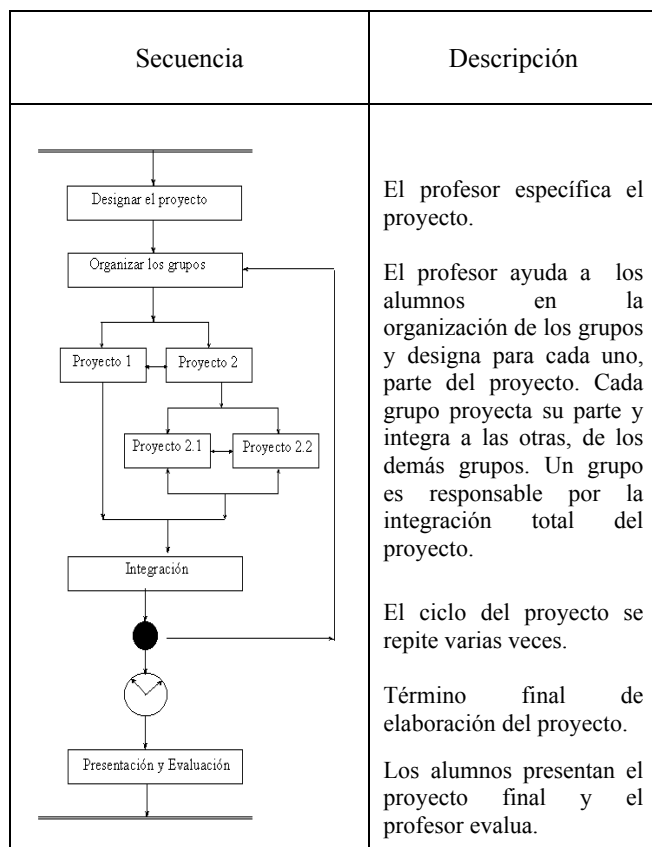 Secuencia
Descripción
Designar el proyecto
Organizar los grupos
Proyecto 1
Proyecto 2
Proyecto 2.1
Proyecto 2.2
Integración
Presentación y Evaluación
El profesor específica el
proyecto.
El profesor ayuda a los
alumnos en la
organización de los grupos
y designa para cada uno,
parte del proyecto. Cada
grupo proyecta su parte y
integra a las otras, de los
demás grupos. Un grupo
es responsable por la
integración total del
proyecto.
El ciclo del proyecto se
repite varias veces.
Término final de
elaboración del proyecto.
Los alumnos presentan el
proyecto final y el
profesor evalua.